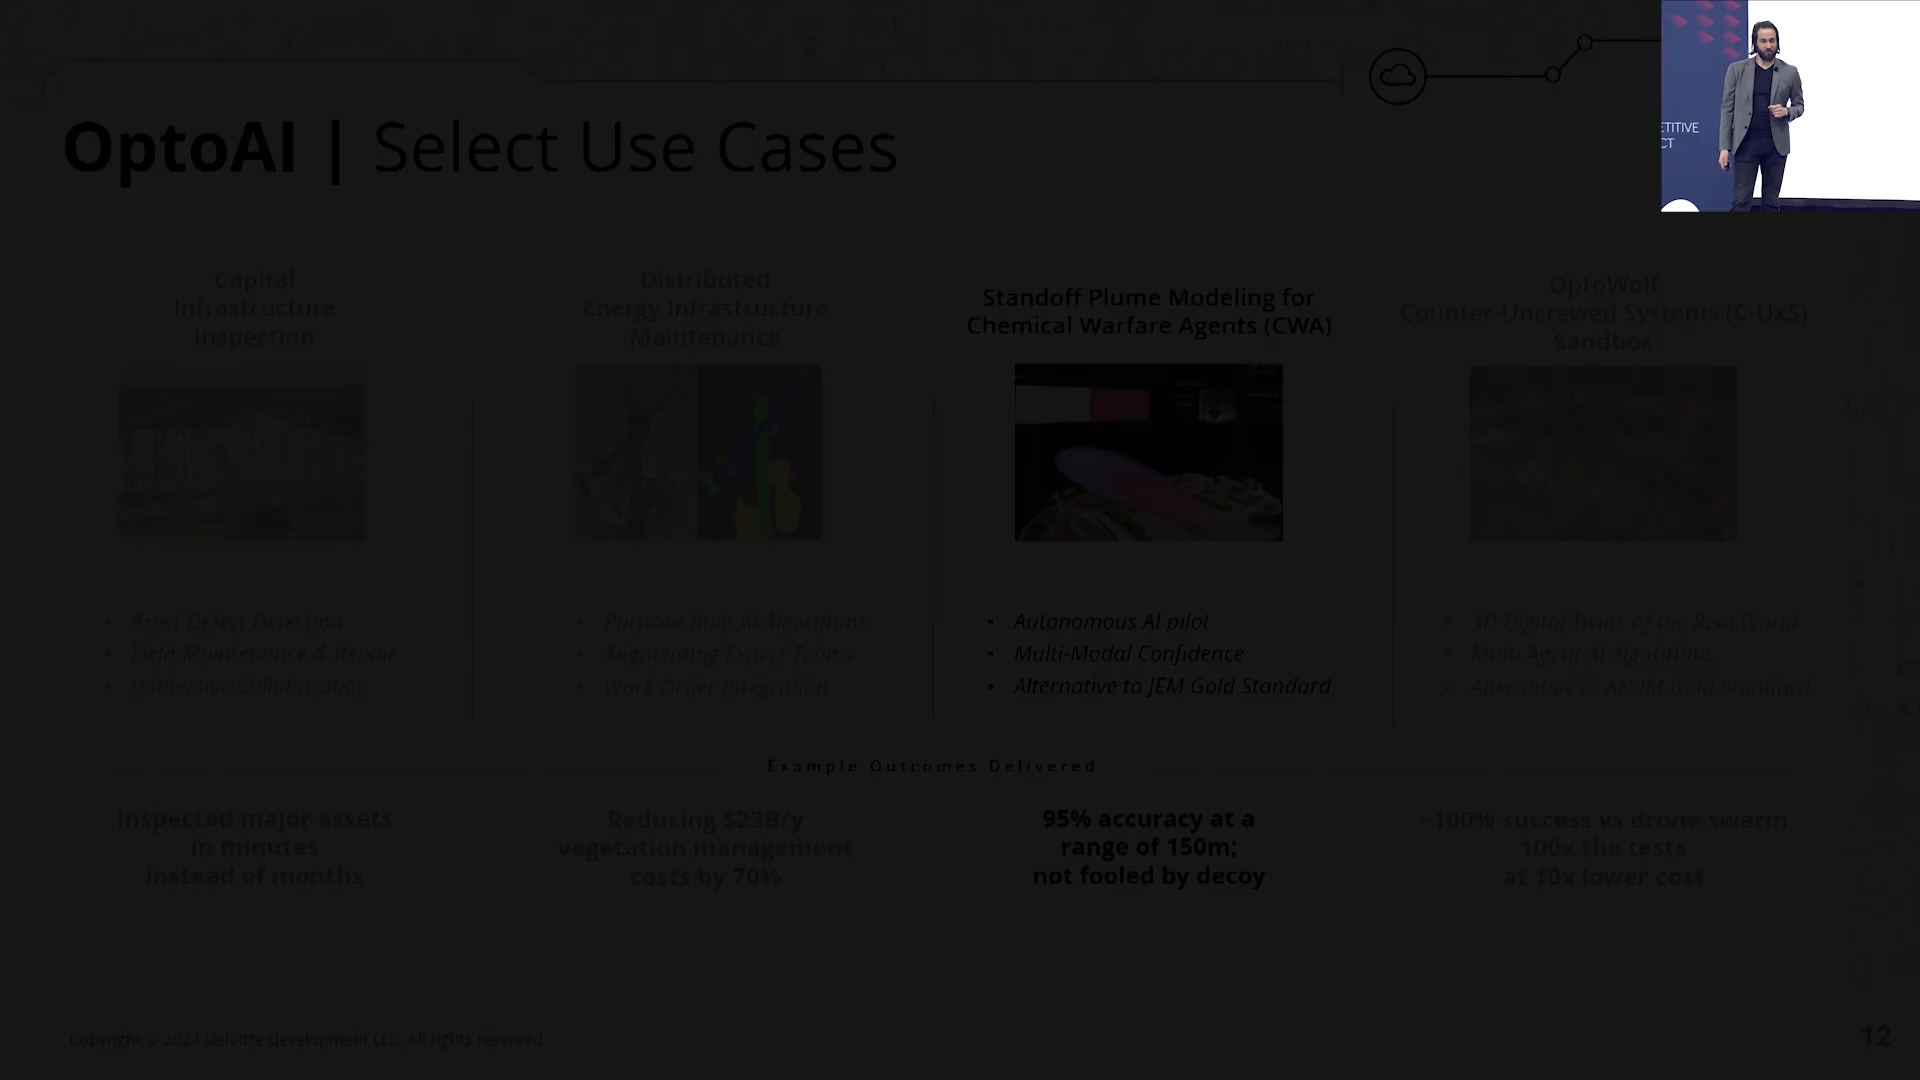 ETITIVE
CT
OptoAI | Select Use Cases
Capital
Infrastructure
Inspection
Distributed
Energy Infrastructure
Maintenance
Standoff Plume Modeling for
Chemical Warfare Agents (CWA)
OptoWolf
Counter-Uncrewed Systems (C-UxS)
Sandbox
• Asset Defect Detection
• Field Maintenance & Repair
• Immersive Collaboration
• Purpose Built AI Algorithms
• Augmenting Expert Teams
• Work Order Integration
• Autonomous AI pilot
• Multi-Modal Confidence
• Alternative to JEM Gold Standard
• 3D Digital Twins of the Real World
• Multi-Agent AI Algorithms
• Alternative to AFSIM Gold Standard
Example Outcomes Delivered
Inspected major assets
in minutes
instead of months
Reducing $23B/y
vegetation management
costs by 70%
95% accuracy at a
range of 150m;
not fooled by decoy
~100% success vs drone swarm
100x the tests
at 10x lower cost
Copyright © 2024 Deloitte Development LLC. All rights reserved
12